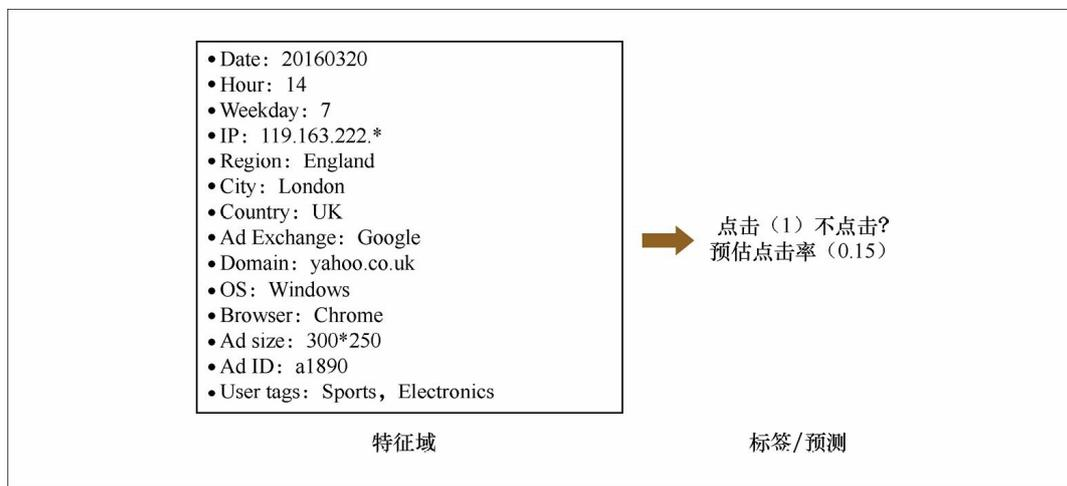 •Date：20160320
•Hour：14
•Weekday：7
•IP：119.163.222.*
•Region：England
•City：London
•Country：UK
•Ad Exchange：Google
•Domain：yahoo.co.uk
•OS：Windows
•Browser：Chrome
•Ad size：300*250
•Ad ID：a1890
•User tags：Sports，Electronics
点击（1）不点击？
预估点击率（0.15）
特征域
标签/预测